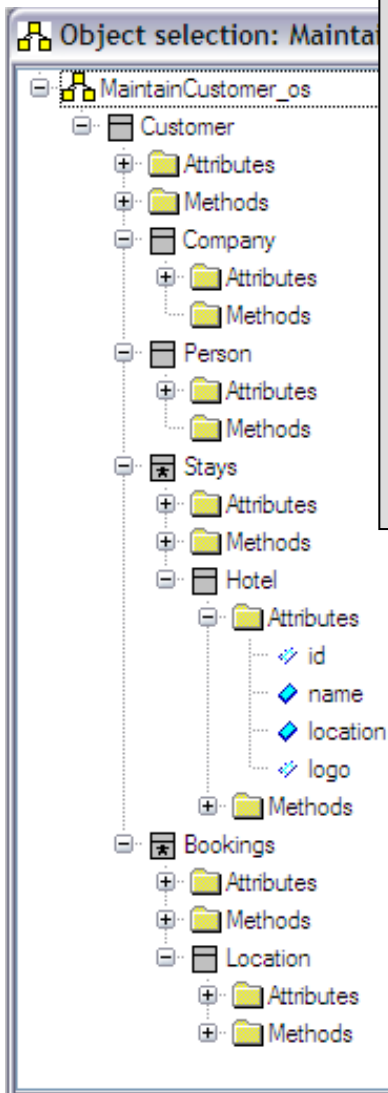 Object selection: Maintai
MaintainCustomer_os
Customer
Attributes
Methods
Company
Attributes
Methods
Person
Attributes
Methods
Stays
Attributes
Methods
Hotel
Attributes
id
name
location
logo
Methods
Bookings
Attributes
Methods
Location
Attributes
Methods